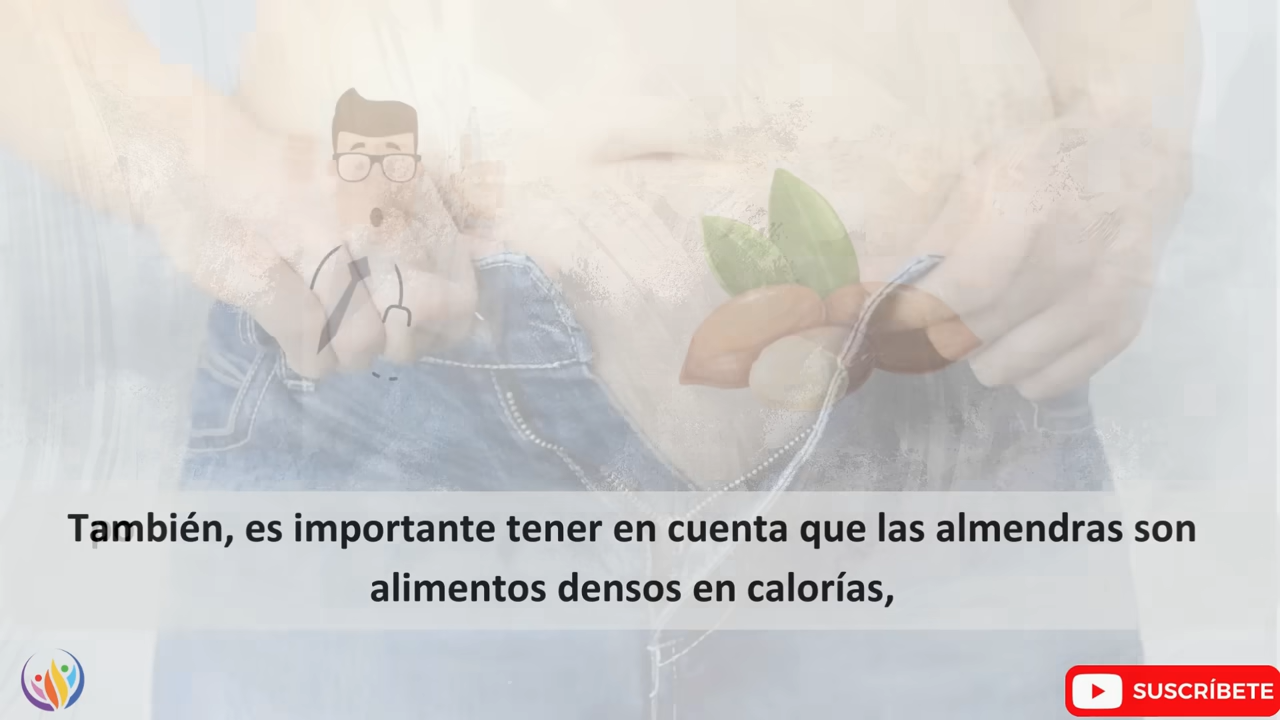 También, es importante tener en cuenta que las almendras son
alimentos densos en calorías,
SUSCRÍBETE